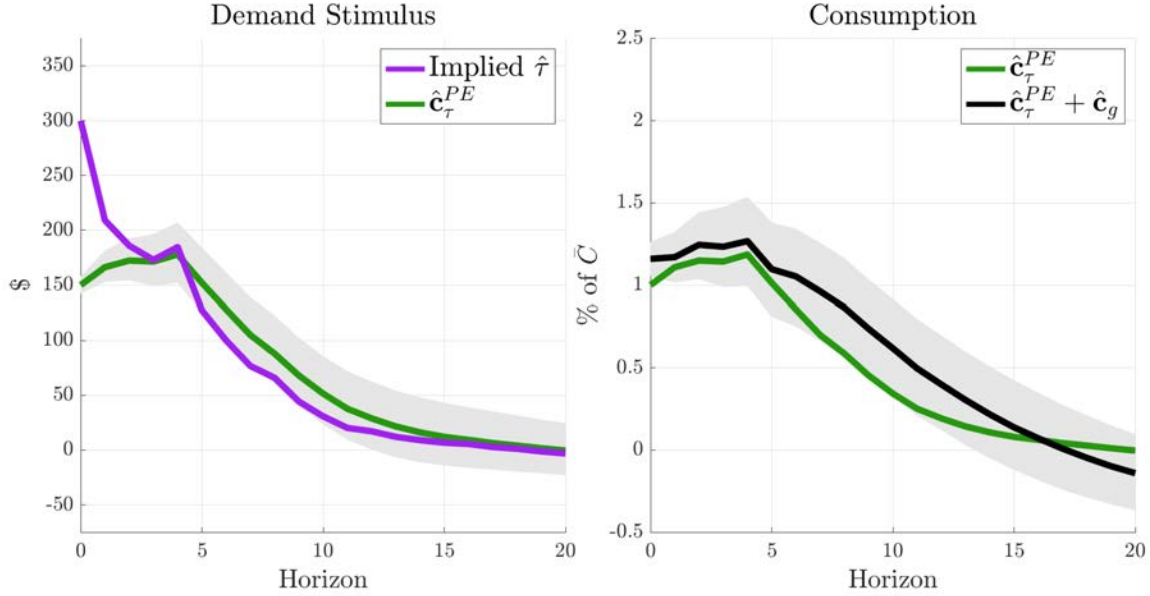 Demand Stimulus
$
350
300
250
200
150
100
50
0
-50
0 5 10 15 20
Horizon
Implied τ̂
ĉ_τ^{PE}
Consumption
% of C̄
2.5
2
1.5
1
0.5
0
-0.5
0 5 10 15 20
Horizon
ĉ_τ^{PE}
ĉ_τ^{PE} + ĉ_g